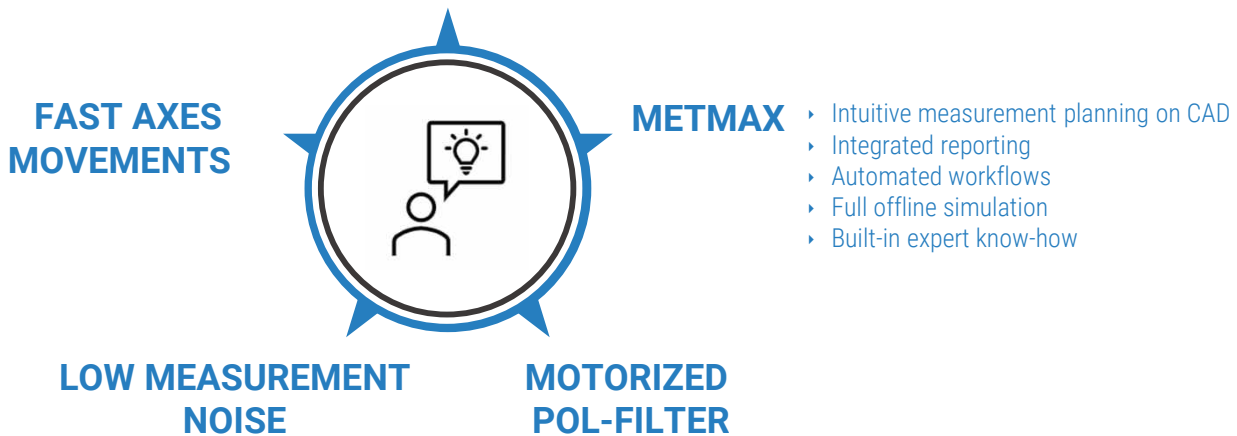 FAST AXES
MOVEMENTS
METMAX
Intuitive measurement planning on CAD
Integrated reporting
Automated workflows
Full offline simulation
Built-in expert know-how
LOW MEASUREMENT
NOISE
MOTORIZED
POL-FILTER